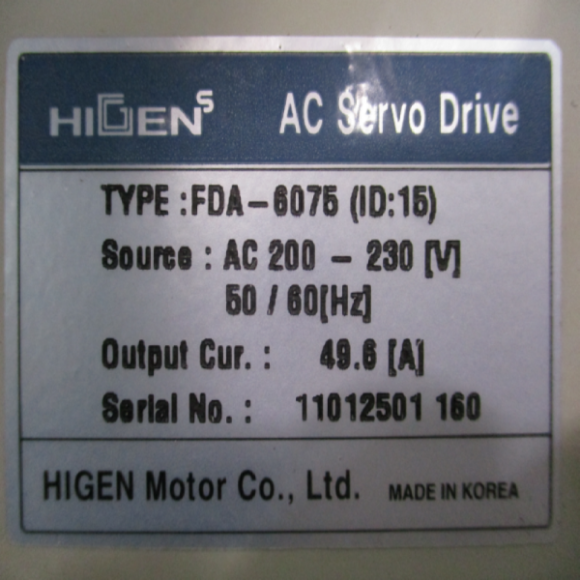 HIGEN S AC Servo Drive
TYPE : FDA-6075 (ID:15)
Source : AC 200 - 230 [V]
50 / 60[Hz]
Output Cur. : 49.6 [A]
Serial No. : 11012501 160
HIGEN Motor Co., Ltd. MADE IN KOREA